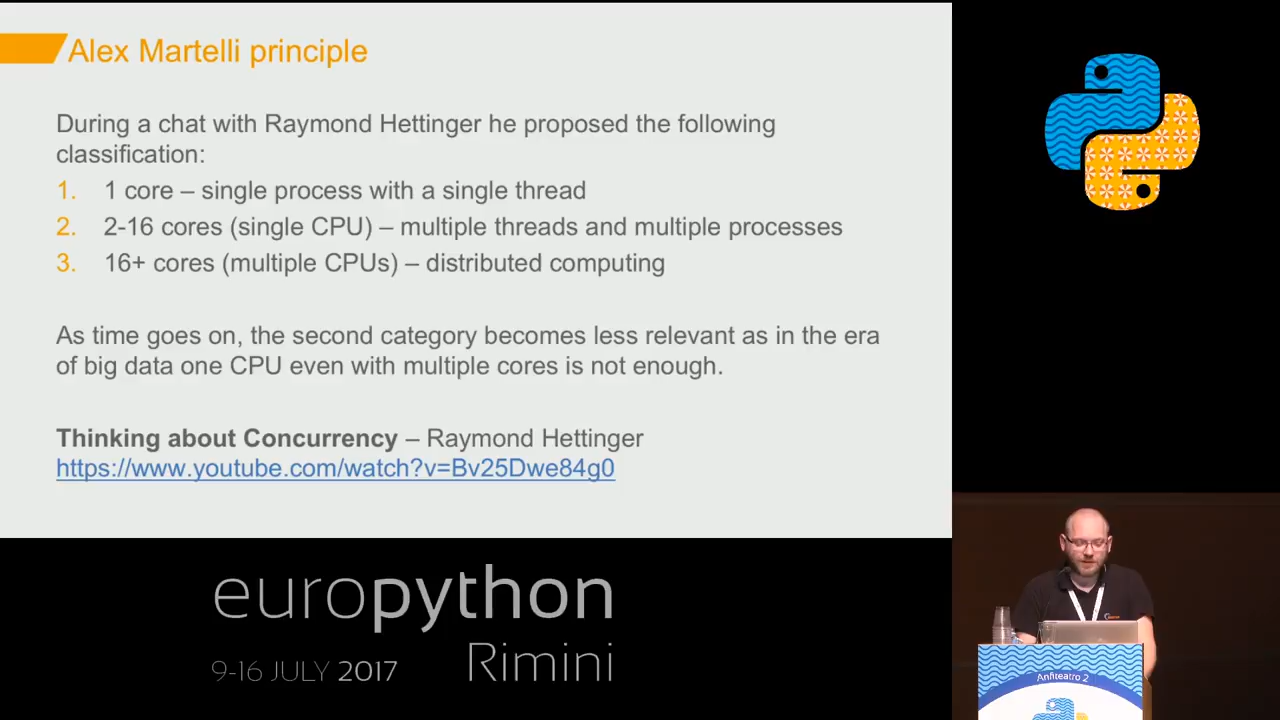 Alex Martelli principle
During a chat with Raymond Hettinger he proposed the following
classification:
1. 1 core – single process with a single thread
2. 2-16 cores (single CPU) – multiple threads and multiple processes
3. 16+ cores (multiple CPUs) – distributed computing
As time goes on, the second category becomes less relevant as in the era
of big data one CPU even with multiple cores is not enough.
Thinking about Concurrency – Raymond Hettinger
https://www.youtube.com/watch?v=Bv25Dwe84g0
europython
9-16 JULY 2017 Rimini
Anfiteatro 2